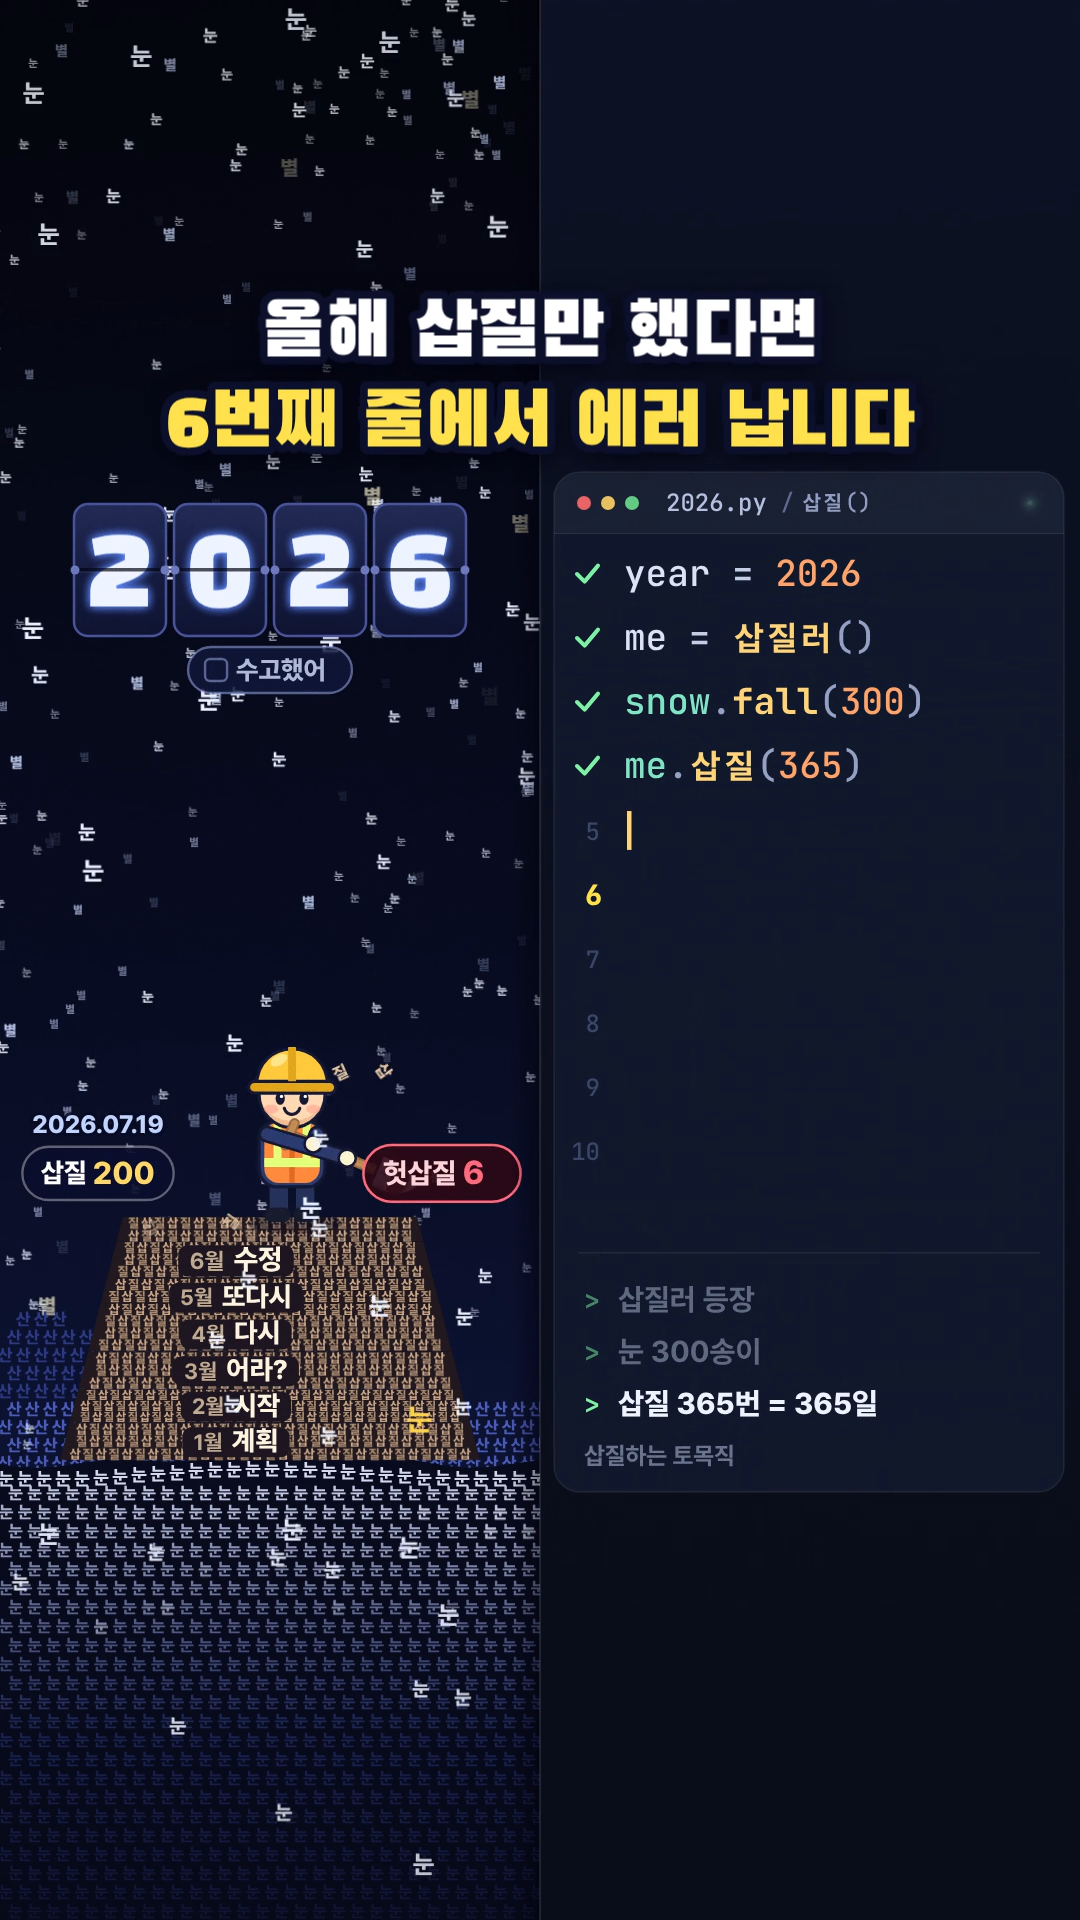 올해 삽질만 했다면
6번째 줄에서 에러 납니다
2026
수고했어
2026.07.19
삽질 200
헛삽질 6
질 삽
6월 수정
5월 또다시
4월 다시
3월 어라?
2월 시작
1월 계획
2026.py / 삽질()
year = 2026
me = 삽질러()
snow.fall(300)
me.삽질(365)
5
6
7
8
9
10
> 삽질러 등장
> 눈 300송이
> 삽질 365번 = 365일
삽질하는 토목직